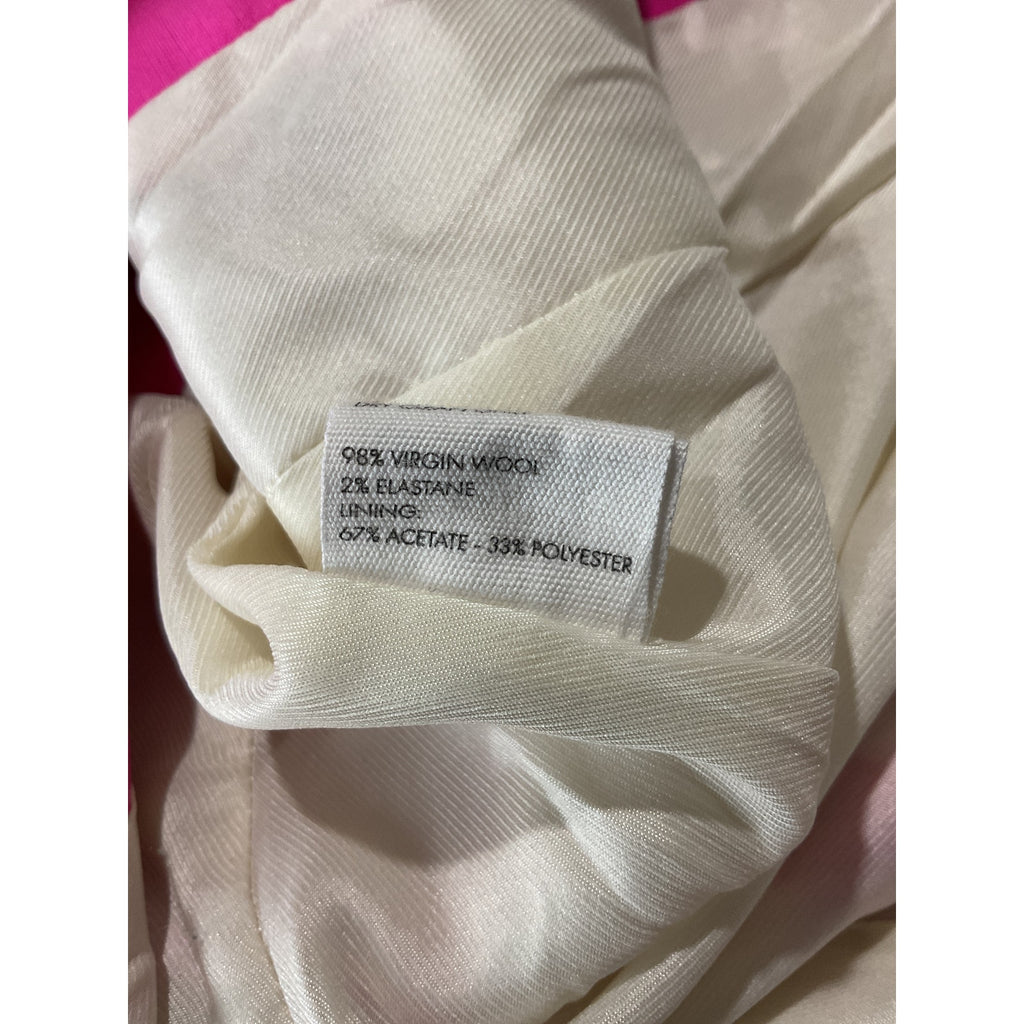 98% VIRGIN WOOL
2% ELASTANE
LINING:
67% ACETATE - 33% POLYESTER